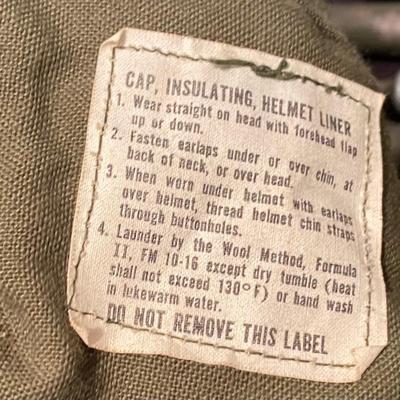 CAP, INSULATING, HELMET LINER
1. Wear straight on head with forehead flap
up or down.
2. Fasten earlaps under or over chin, at
back of neck, or over head.
3. When worn under helmet with earlaps
over helmet, thread helmet chin straps
through buttonholes.
4. Launder by the Wool Method, Formula
II, FM 10-16 except dry tumble (heat
shall not exceed 130°F) or hand wash
in lukewarm water.
DO NOT REMOVE THIS LABEL